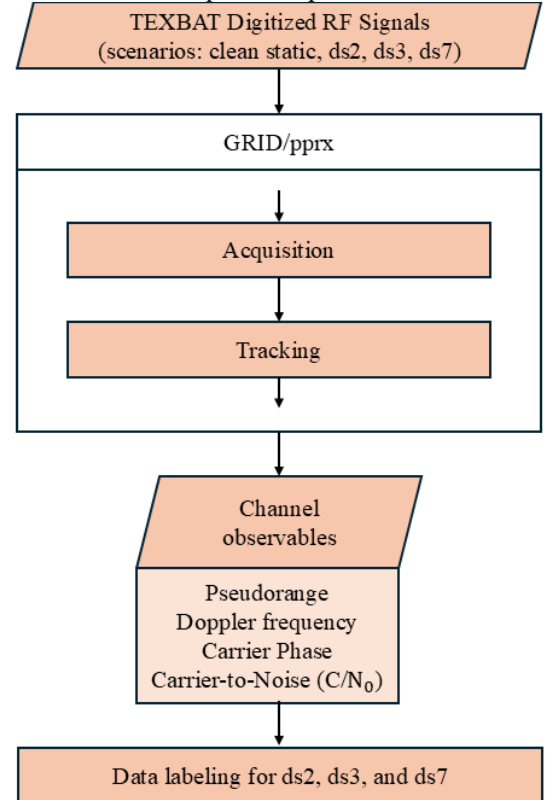 TEXBAT Digitized RF Signals
(scenarios: clean static, ds2, ds3, ds7)
GRID/pprx
Acquisition
Tracking
Channel
observables
Pseudorange
Doppler frequency
Carrier Phase
Carrier-to-Noise (C/N₀)
Data labeling for ds2, ds3, and ds7